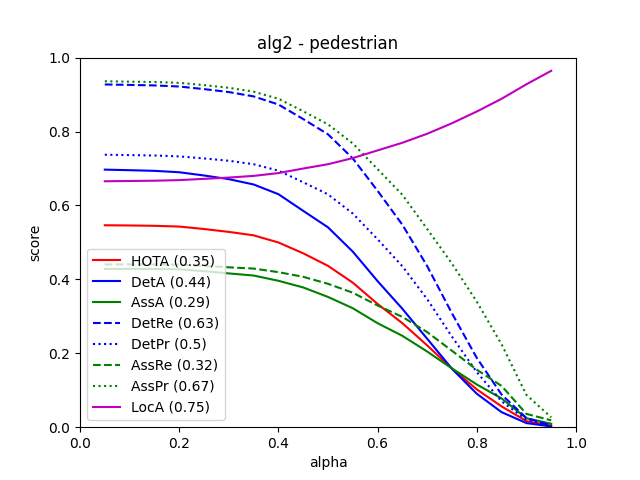 alg2 - pedestrian
1.0
0.8
0.6
0.4
0.2
0.0
score
HOTA (0.35)
DetA (0.44)
AssA (0.29)
DetRe (0.63)
DetPr (0.5)
AssRe (0.32)
AssPr (0.67)
LocA (0.75)
0.0 0.2 0.4 0.6 0.8 1.0
alpha